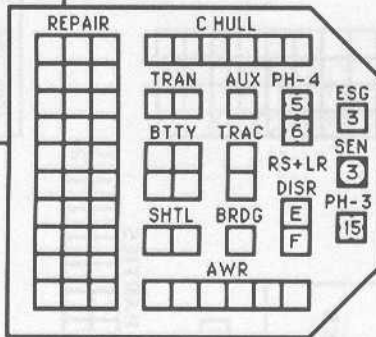 REPAIR C HULL
TRAN AUX PH-4
5
ESG
3
6
BTTY TRAC
SEN
3
RS+LR
DISR
PH-3
SHTL BRDG E
15
F
AWR